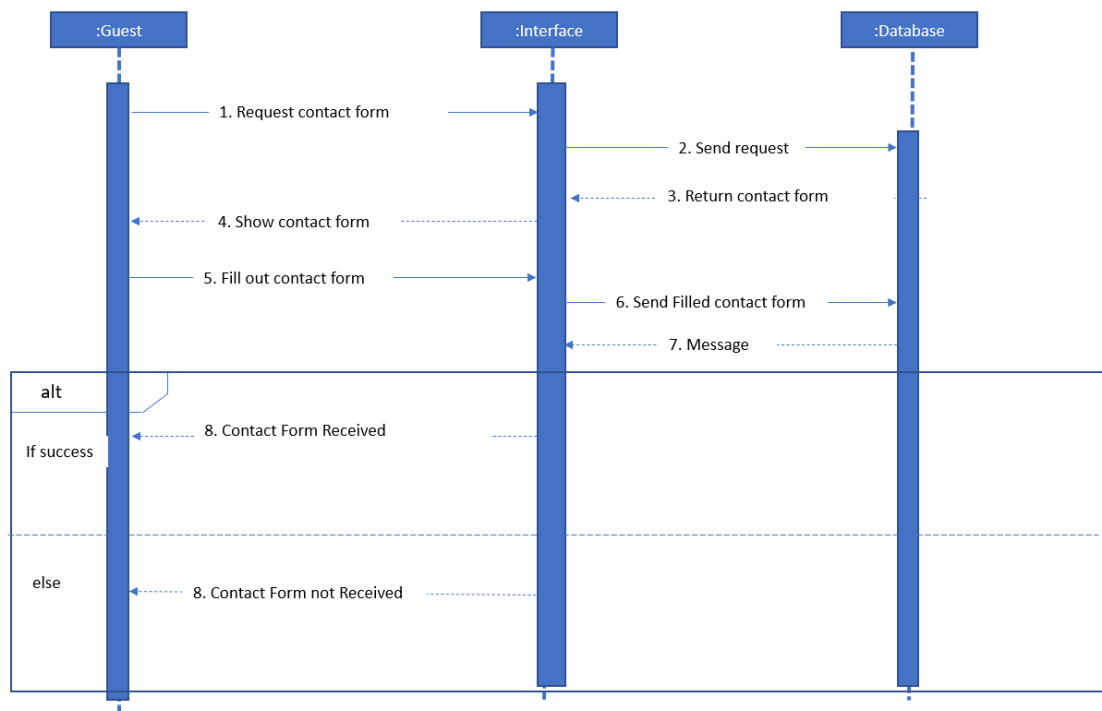 :Guest
:Interface
:Database
1. Request contact form
2. Send request
3. Return contact form
4. Show contact form
5. Fill out contact form
6. Send Filled contact form
7. Message
alt
8. Contact Form Received
If success
else
8. Contact Form not Received